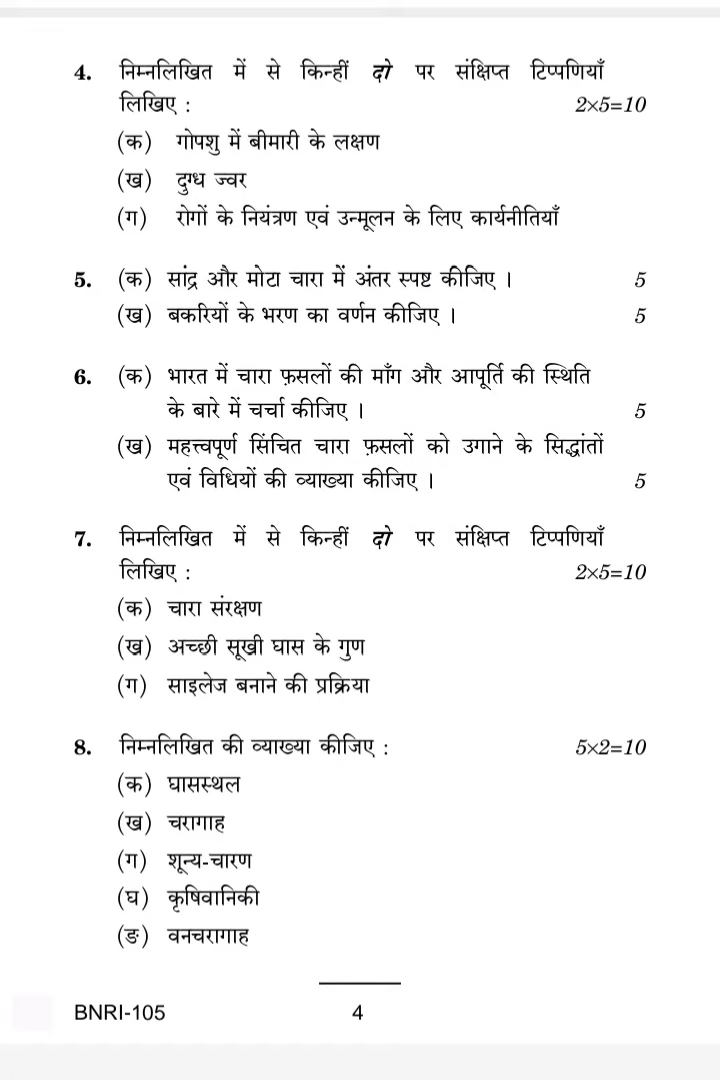 4. निम्नलिखित में से किन्हीं दो पर संक्षिप्त टिप्पणियाँ
लिखिए : 2×5=10
(क) गोपशु में बीमारी के लक्षण
(ख) दुग्ध ज्वर
(ग) रोगों के नियंत्रण एवं उन्मूलन के लिए कार्यनीतियाँ
5. (क) सांद्र और मोटा चारा में अंतर स्पष्ट कीजिए । 5
(ख) बकरियों के भरण का वर्णन कीजिए । 5
6. (क) भारत में चारा फ़सलों की माँग और आपूर्ति की स्थिति
के बारे में चर्चा कीजिए । 5
(ख) महत्त्वपूर्ण सिंचित चारा फ़सलों को उगाने के सिद्धांतों
एवं विधियों की व्याख्या कीजिए । 5
7. निम्नलिखित में से किन्हीं दो पर संक्षिप्त टिप्पणियाँ
लिखिए : 2×5=10
(क) चारा संरक्षण
(ख) अच्छी सूखी घास के गुण
(ग) साइलेज बनाने की प्रक्रिया
8. निम्नलिखित की व्याख्या कीजिए : 5×2=10
(क) घासस्थल
(ख) चरागाह
(ग) शून्य-चारण
(घ) कृषिवानिकी
(ङ) वनचरागाह
BNRI-105 4